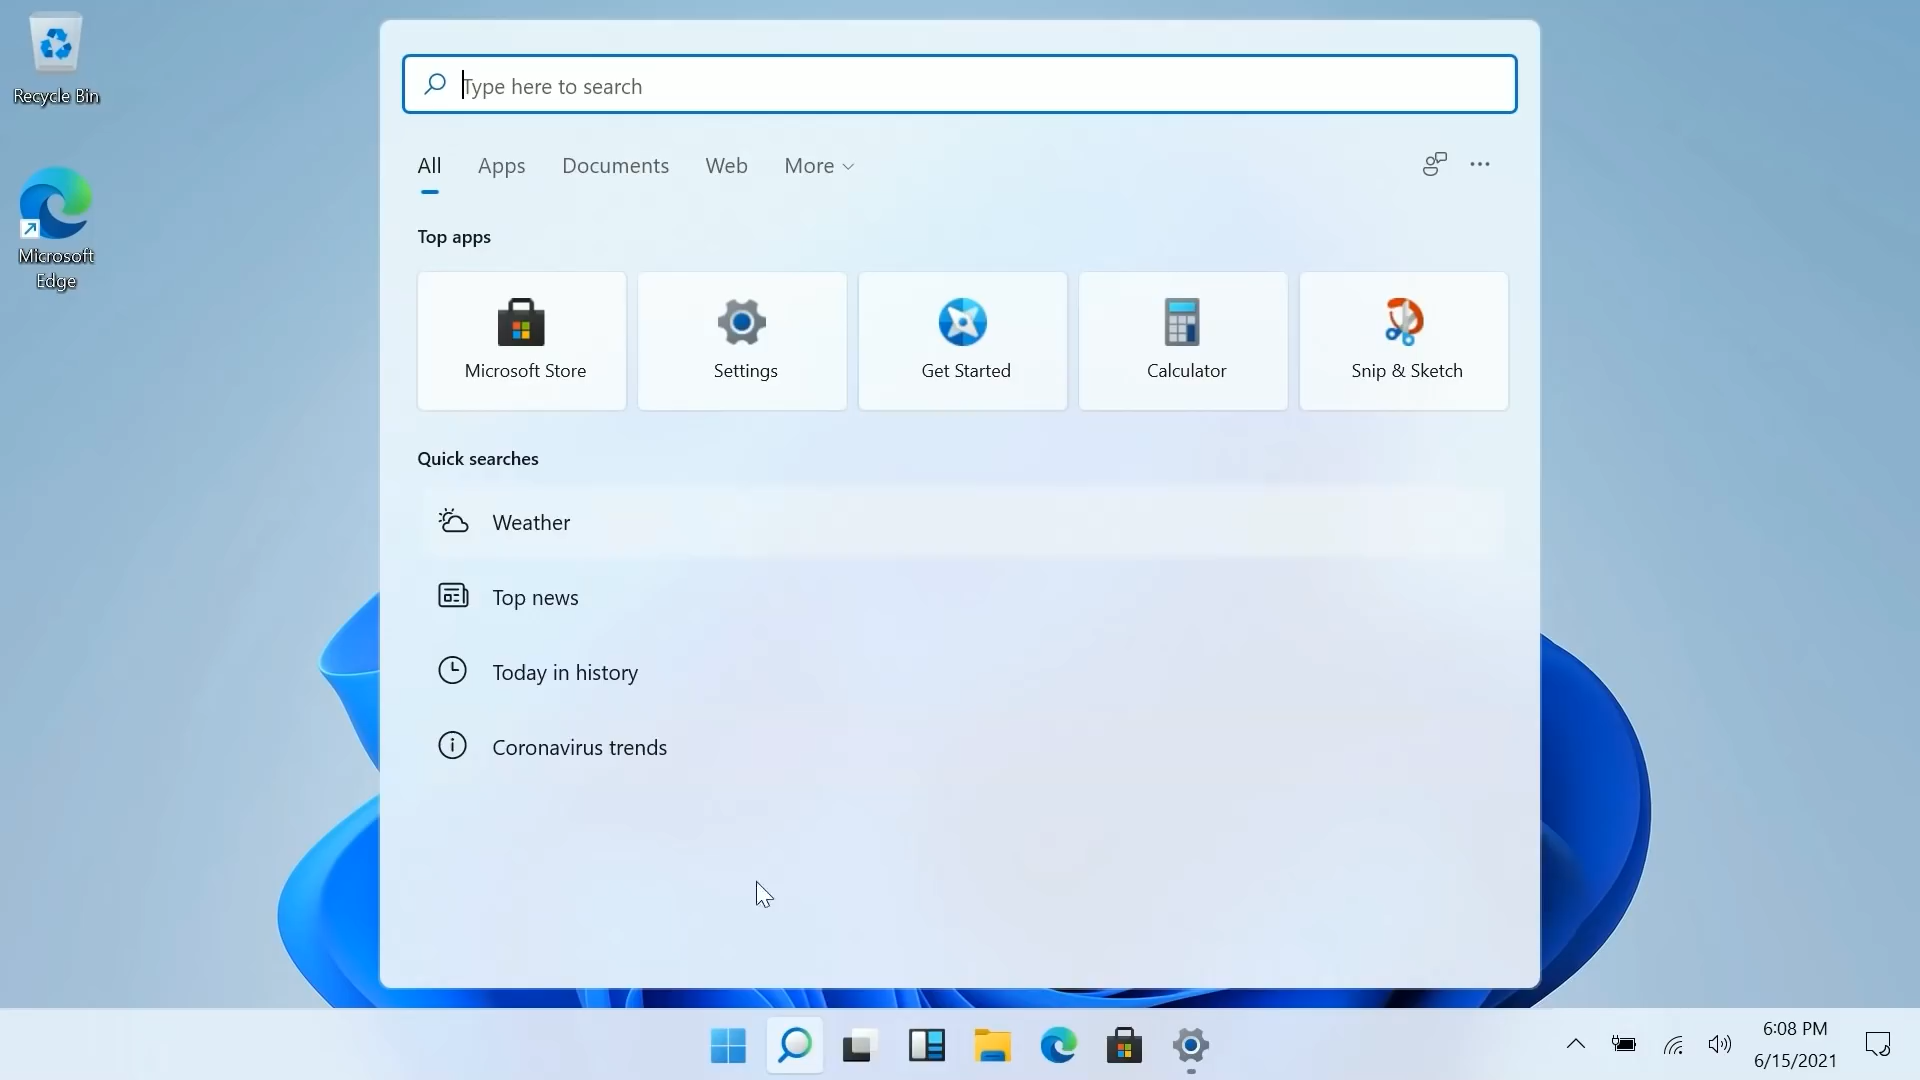 Recycle Bin
Microsoft
Edge
Type here to search
All Apps Documents Web More
Top apps
Microsoft Store Settings Get Started Calculator Snip & Sketch
Quick searches
Weather
Top news
Today in history
Coronavirus trends
6:08 PM
6/15/2021